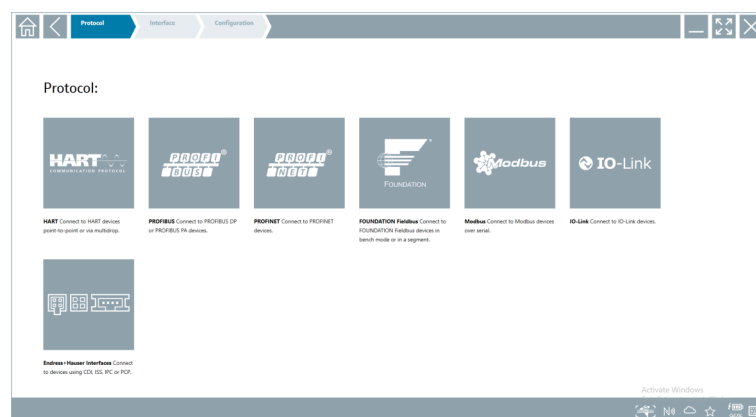 Protocol
Interface
Configuration
Protocol:
HART
COMMUNICATION PROTOCOL
PROFI
BUS
PROFI
NET
FOUNDATION
Modbus
IO-Link
HART Connect to HART devices
point-to-point or via multidrop.
PROFIBUS Connect to PROFIBUS DP
or PROFIBUS PA devices.
PROFINET Connect to PROFINET
devices.
FOUNDATION Fieldbus Connect to
FOUNDATION Fieldbus devices in
bench mode or in a segment.
Modbus Connect to Modbus devices
over serial.
IO-Link Connect to IO-Link devices.
Endress+Hauser Interfaces Connect
to devices using CDI, ISS, IPC or PCP.
Activate Windows